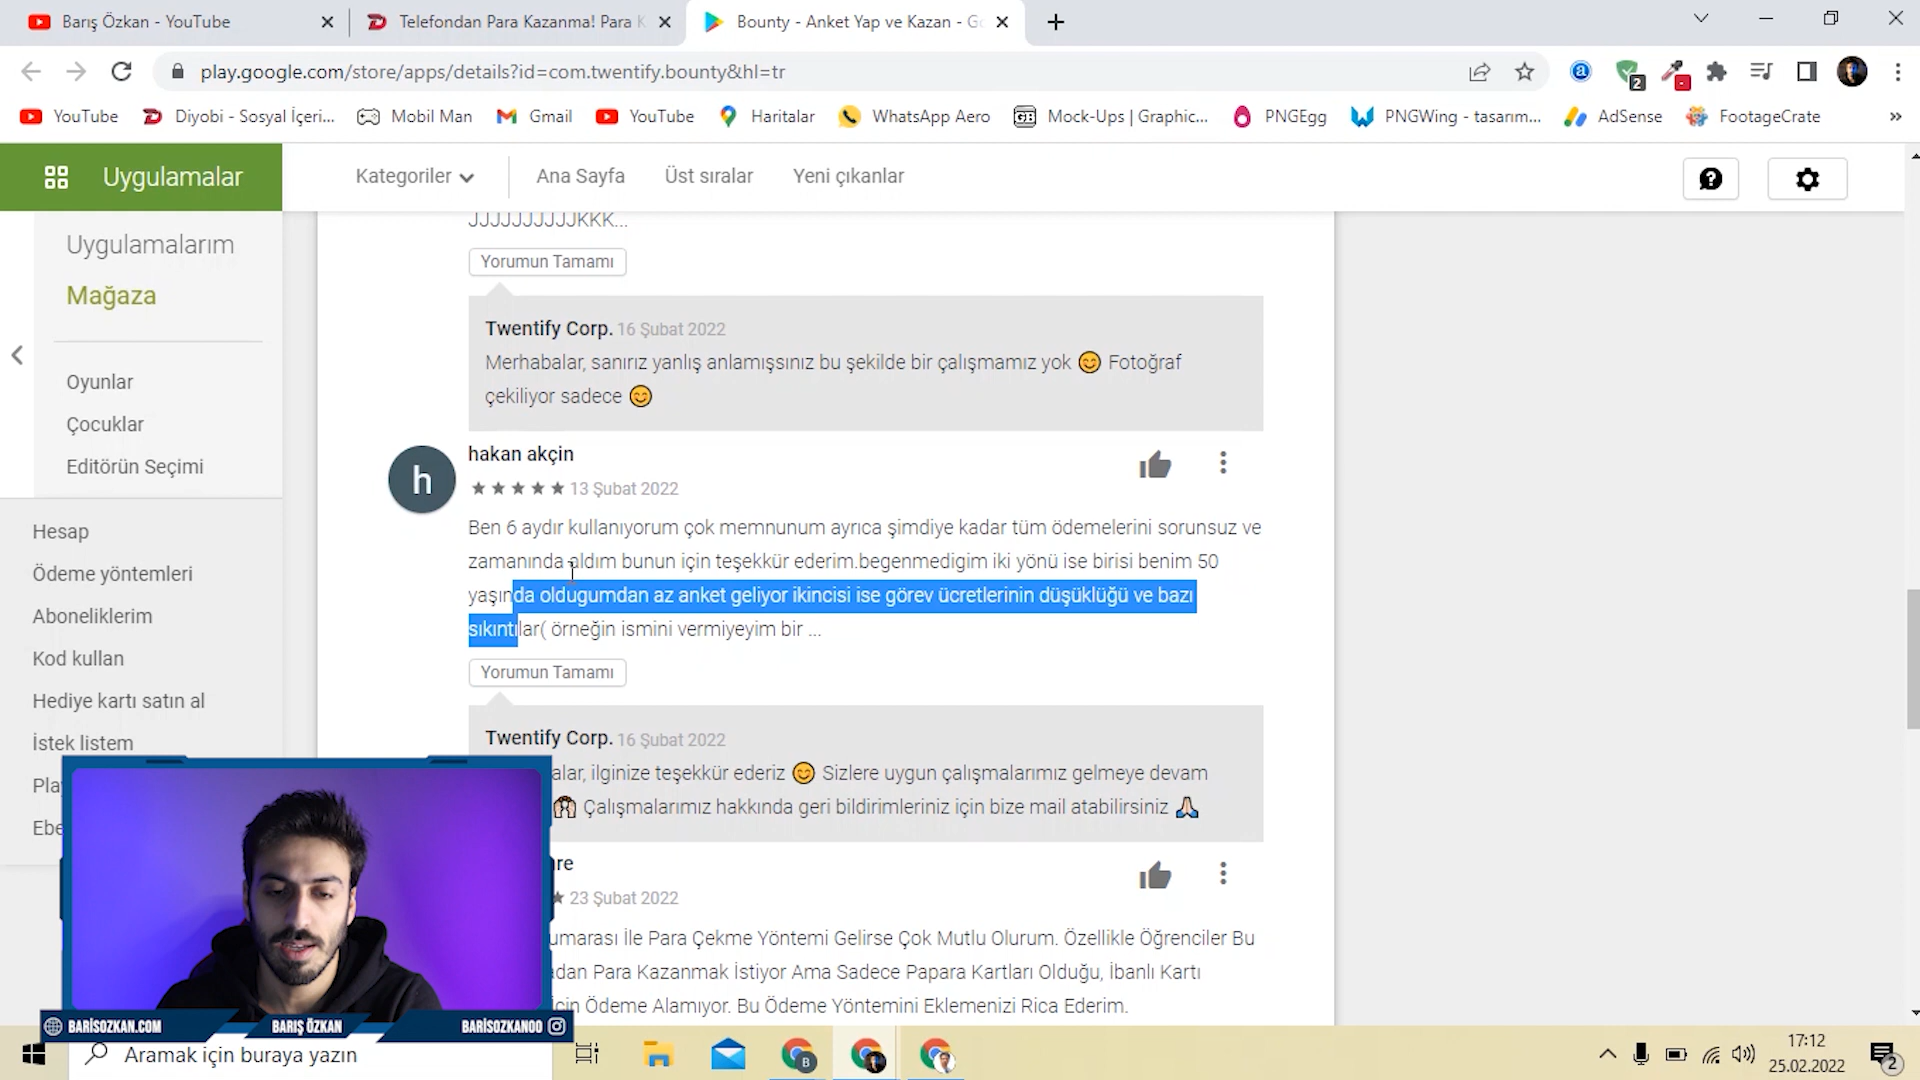 Barış Özkan - YouTube
Telefondan Para Kazanma! Para K
Bounty - Anket Yap ve Kazan - Go
play.google.com/store/apps/details?id=com.twentify.bounty&hl=tr
2
YouTube
Diyobi - Sosyal İçeri...
Mobil Man
Gmail
YouTube
Haritalar
WhatsApp Aero
Mock-Ups | Graphic...
PNGEgg
PNGWing - tasarım...
AdSense
FootageCrate
Uygulamalar
Kategoriler
Ana Sayfa
Üst sıralar
Yeni çıkanlar
Uygulamalarım
Mağaza
Oyunlar
Çocuklar
Editörün Seçimi
Hesap
Ödeme yöntemleri
Aboneliklerim
Kod kullan
Hediye kartı satın al
İstek listem
Play
Ebe
JJJJJJJJJJKKK...
Yorumun Tamamı
Twentify Corp. 16 Şubat 2022
Merhabalar, sanırız yanlış anlamışsınız bu şekilde bir çalışmamız yok 😊 Fotoğraf
çekiliyor sadece 😊
h
hakan akçin
★★★★★ 13 Şubat 2022
Ben 6 aydır kullanıyorum çok memnunum ayrıca şimdiye kadar tüm ödemelerini sorunsuz ve
zamanında aldım bunun için teşekkür ederim.begenmedigim iki yönü ise birisi benim 50
yaşında oldugumdan az anket geliyor ikincisi ise görev ücretlerinin düşüklüğü ve bazı
sıkıntılar( örneğin ismini vermiyeyim bir ...
Yorumun Tamamı
Twentify Corp. 16 Şubat 2022
alar, ilginize teşekkür ederiz 😊 Sizlere uygun çalışmalarımız gelmeye devam
🙌 Çalışmalarımız hakkında geri bildirimleriniz için bize mail atabilirsiniz 🙏
re
★ 23 Şubat 2022
umarası İle Para Çekme Yöntemi Gelirse Çok Mutlu Olurum. Özellikle Öğrenciler Bu
dan Para Kazanmak İstiyor Ama Sadece Papara Kartları Olduğu, İbanlı Kartı
çin Ödeme Alamıyor. Bu Ödeme Yöntemini Eklemenizi Rica Ederim.
BARISOZKAN.COM
BARIŞ ÖZKAN
BARISOZKANOO
Aramak için buraya yazın
B
17:12
25.02.2022
2